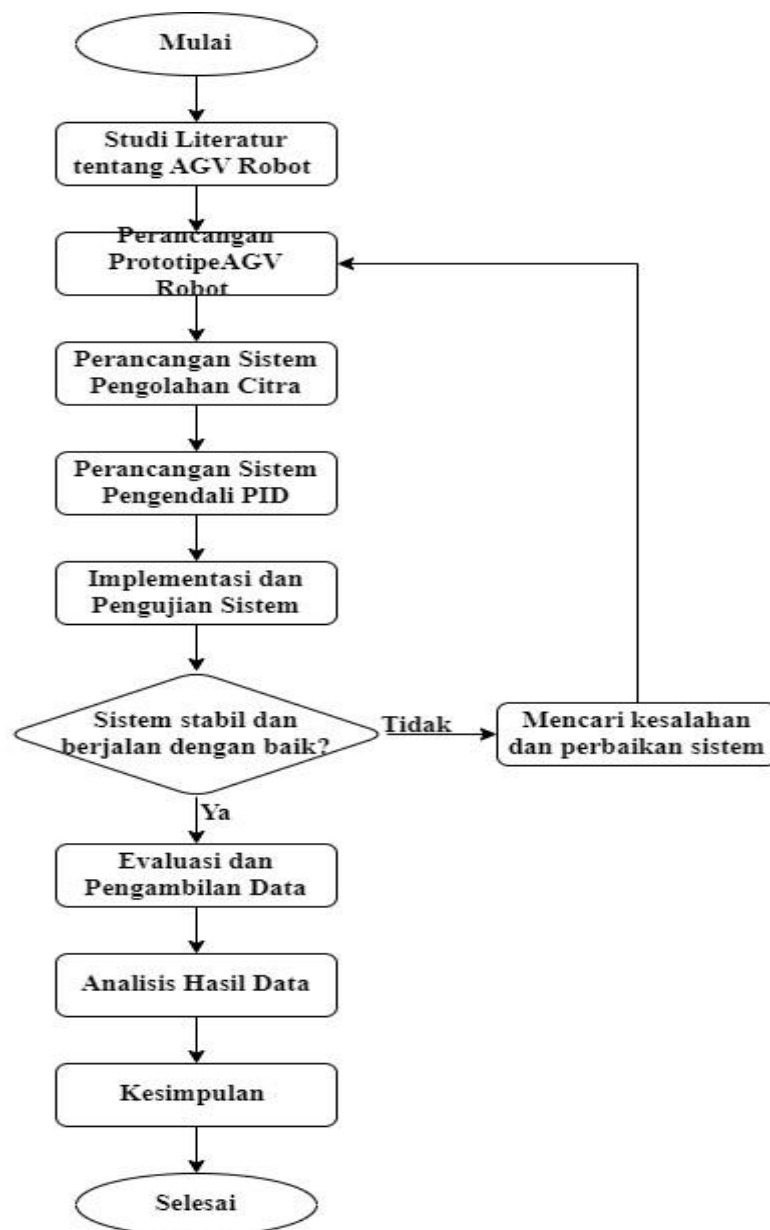 Mulai
Studi Literatur
tentang AGV Robot
Perancangan
PrototipeAGV
Robot
Perancangan Sistem
Pengolahan Citra
Perancangan Sistem
Pengendali PID
Implementasi dan
Pengujian Sistem
Sistem stabil dan
berjalan dengan baik?
Tidak
Mencari kesalahan
dan perbaikan sistem
Ya
Evaluasi dan
Pengambilan Data
Analisis Hasil Data
Kesimpulan
Selesai